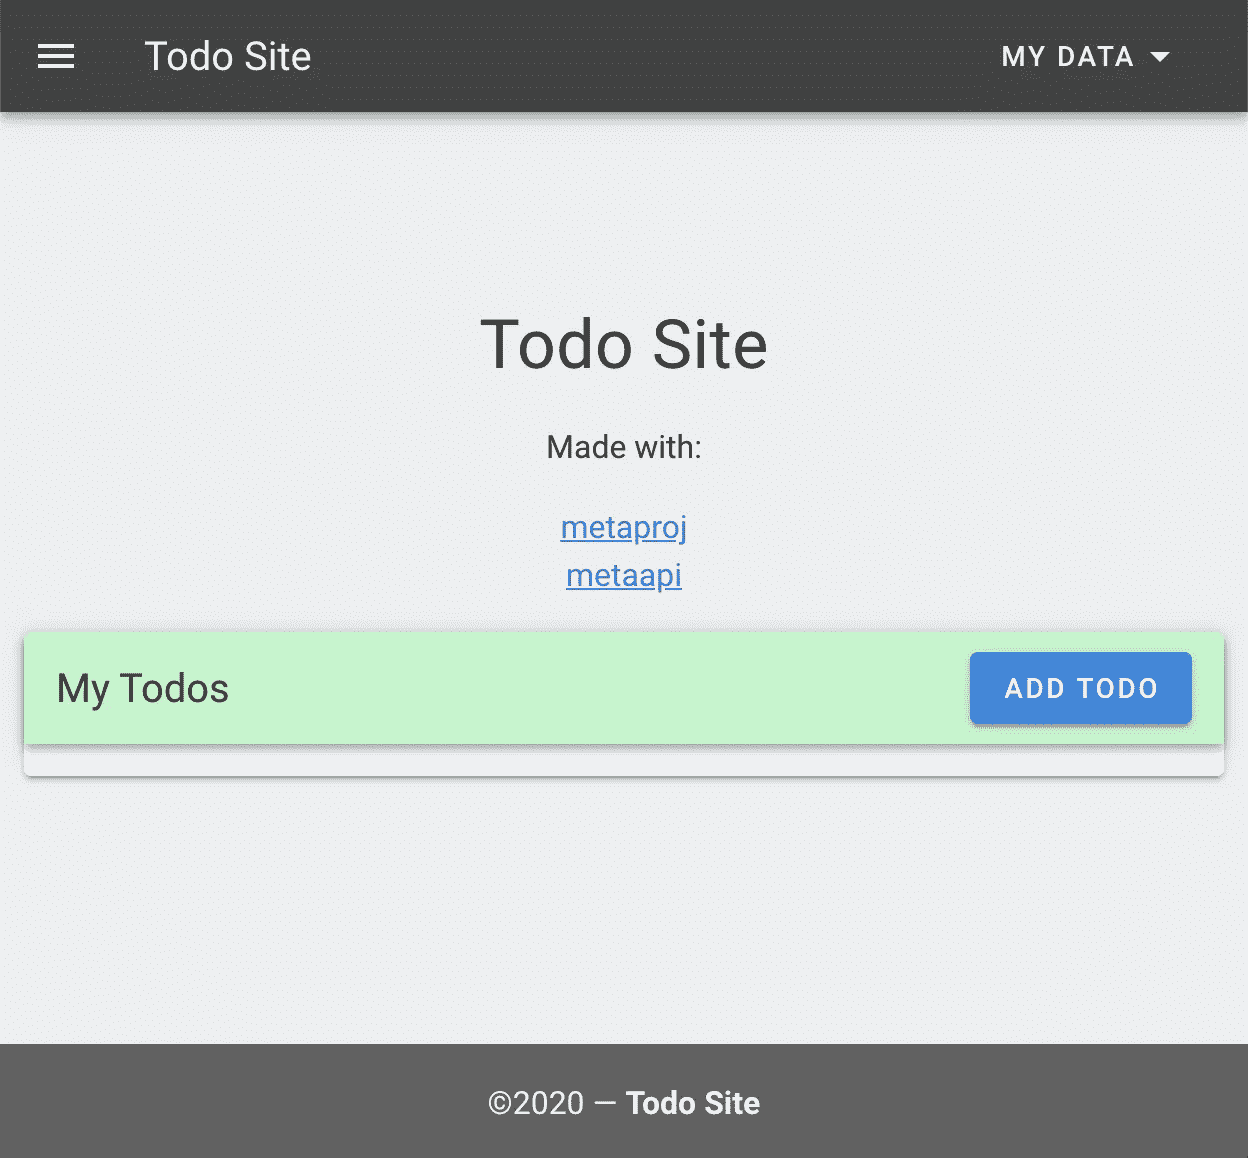 Todo Site
MY DATA
Todo Site
Made with:
metaproj
metaapi
My Todos
ADD TODO
©2020 — Todo Site